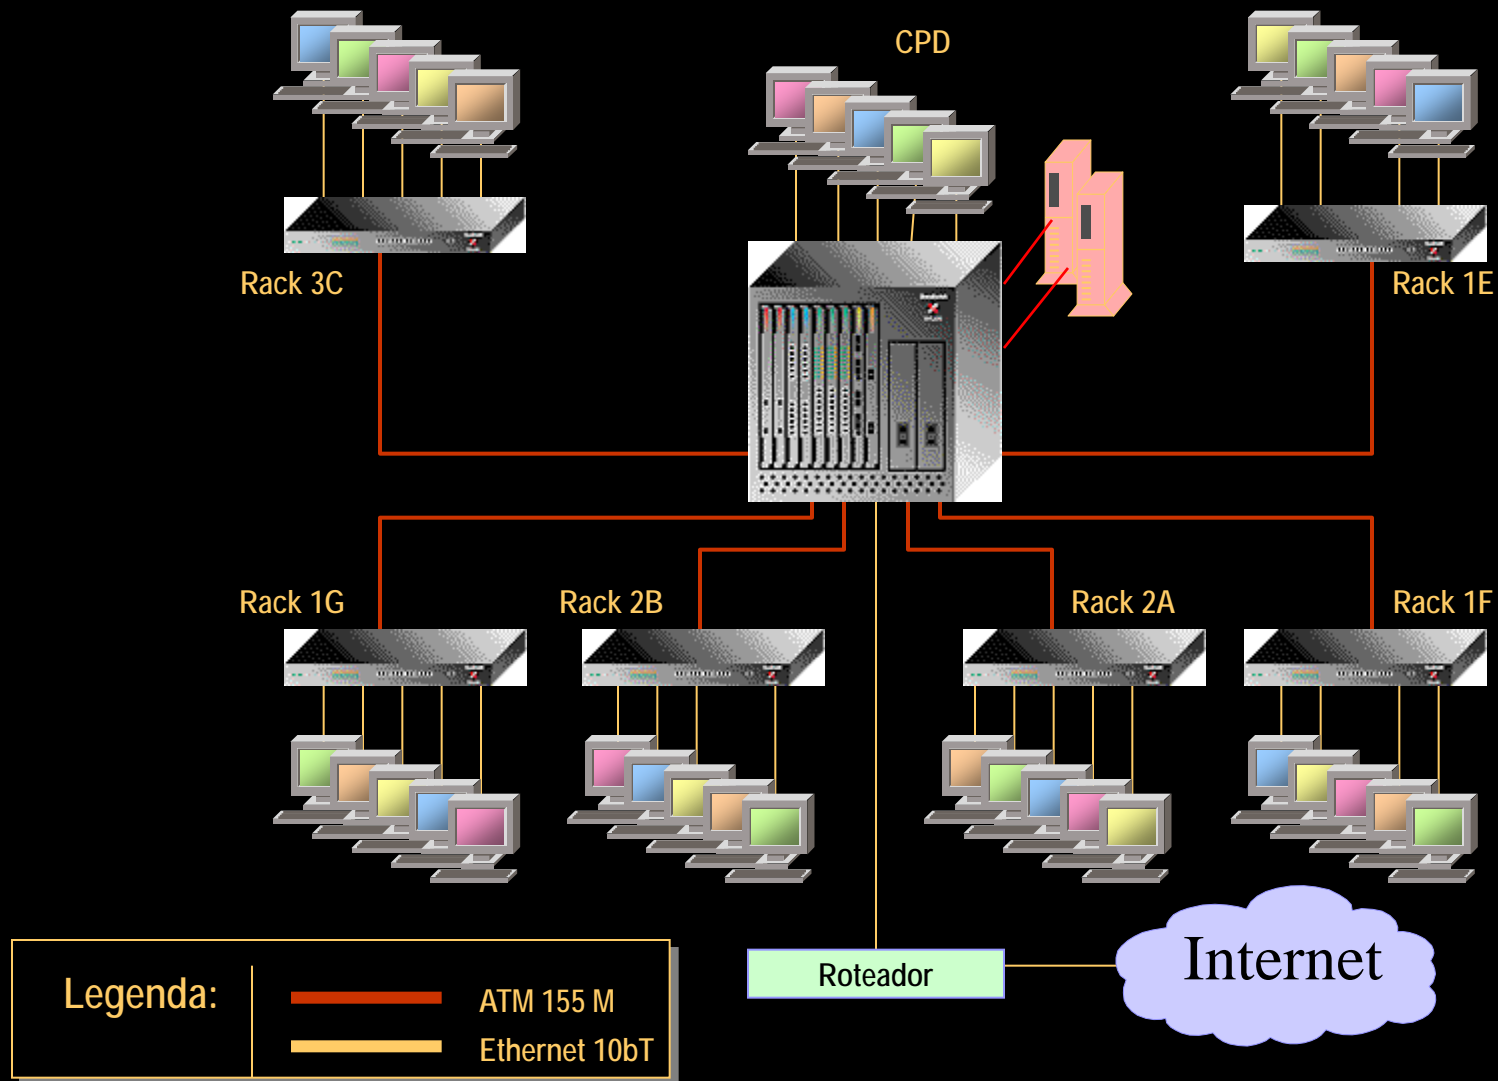 CPD
Rack 3C
Rack 1E
Rack 1G
Rack 2B
Rack 2A
Rack 1F
Roteador
Internet
Legenda:
ATM 155 M
Ethernet 10bT